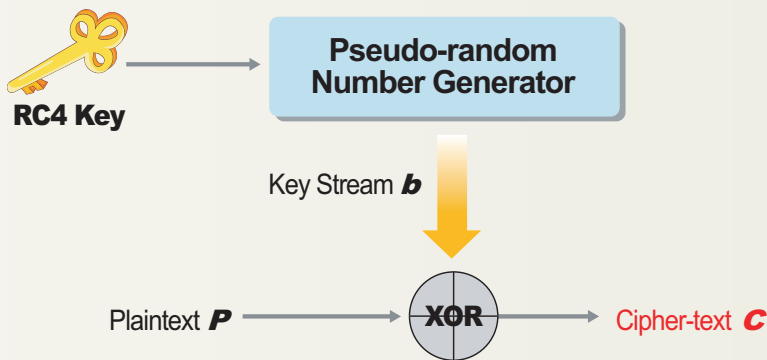 Pseudo-random
Number Generator
RC4 Key
Key Stream b
Plaintext P
XOR
Cipher-text C